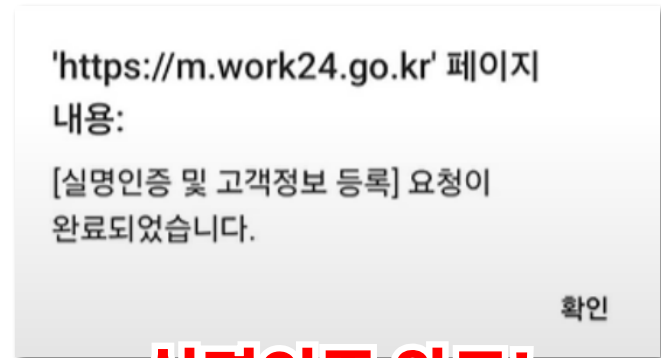 'https://m.work24.go.kr' 페이지
내용:
[실명인증 및 고객정보 등록] 요청이
완료되었습니다.
확인